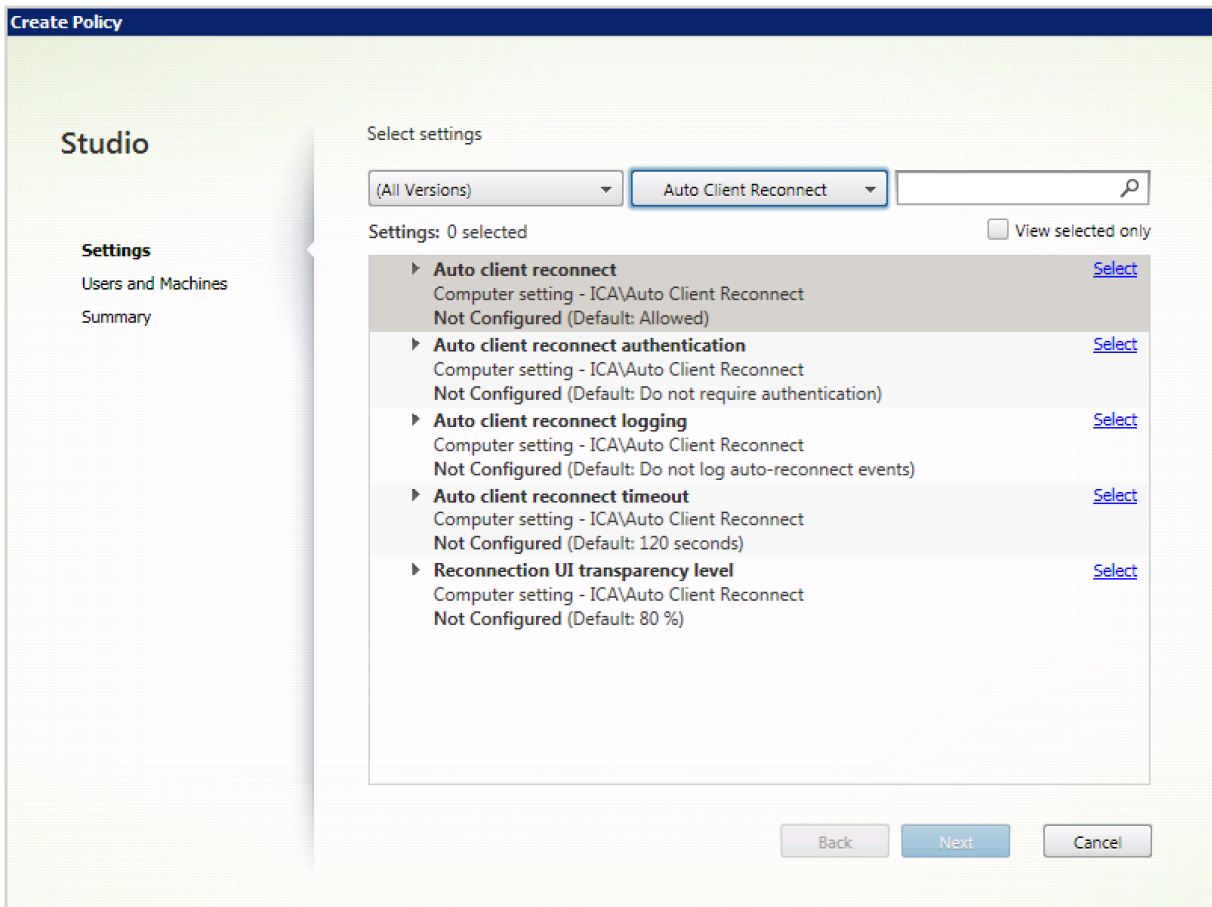 Create Policy
Studio
Settings
Users and Machines
Summary
Select settings
(All Versions)
Auto Client Reconnect
Settings: 0 selected
View selected only
Auto client reconnect
Select
Computer setting - ICA\Auto Client Reconnect
Not Configured (Default: Allowed)
Auto client reconnect authentication
Select
Computer setting - ICA\Auto Client Reconnect
Not Configured (Default: Do not require authentication)
Auto client reconnect logging
Select
Computer setting - ICA\Auto Client Reconnect
Not Configured (Default: Do not log auto-reconnect events)
Auto client reconnect timeout
Select
Computer setting - ICA\Auto Client Reconnect
Not Configured (Default: 120 seconds)
Reconnection UI transparency level
Select
Computer setting - ICA\Auto Client Reconnect
Not Configured (Default: 80 %)
Back
Next
Cancel